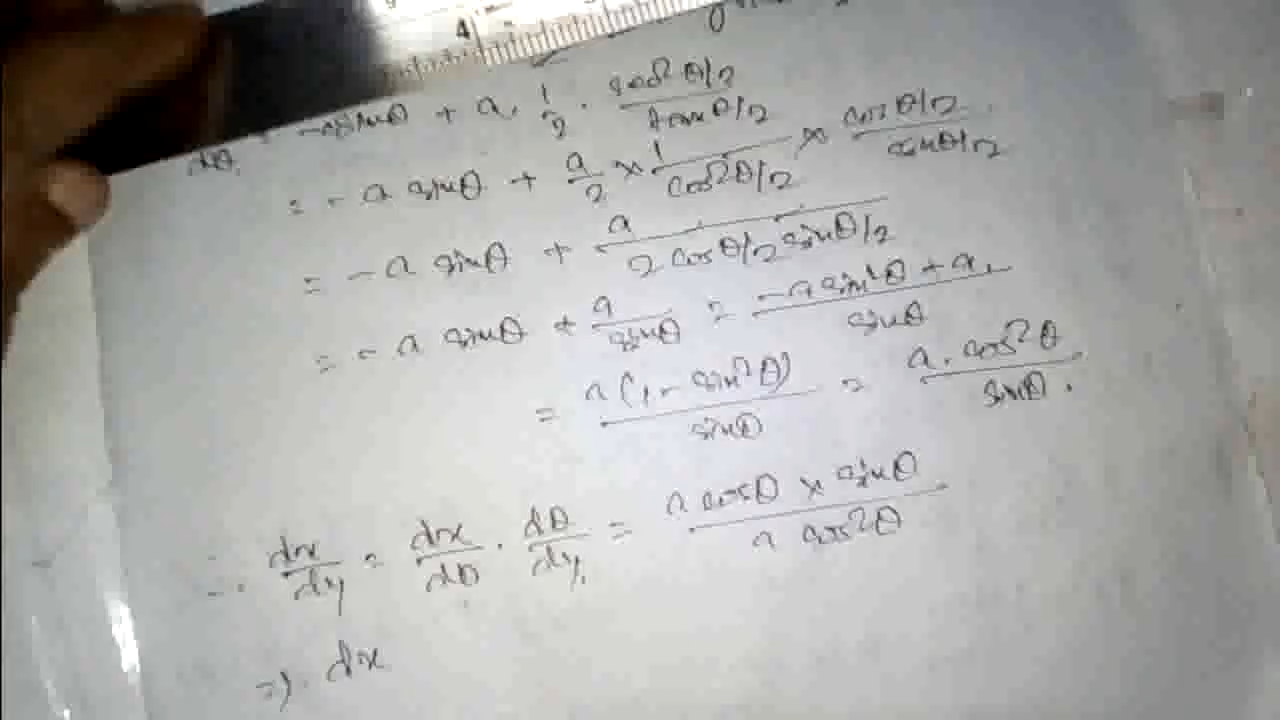 4
dθ = -a sinθ + a. 1/2 . sec²θ/2 / tanθ/2
= -a sinθ + a/2 × 1/cos²θ/2 × cosθ/2 / sinθ/2
= -a sinθ + a / 2 cosθ/2 sinθ/2
= -a sinθ + a/sinθ = -a sin²θ + a / sinθ
= a(1 - sin²θ) / sinθ = a. cos²θ / sinθ.
∴ dx/dy = dx/dθ . dθ/dy = a cosθ × sinθ / a cos²θ
⇒ dx